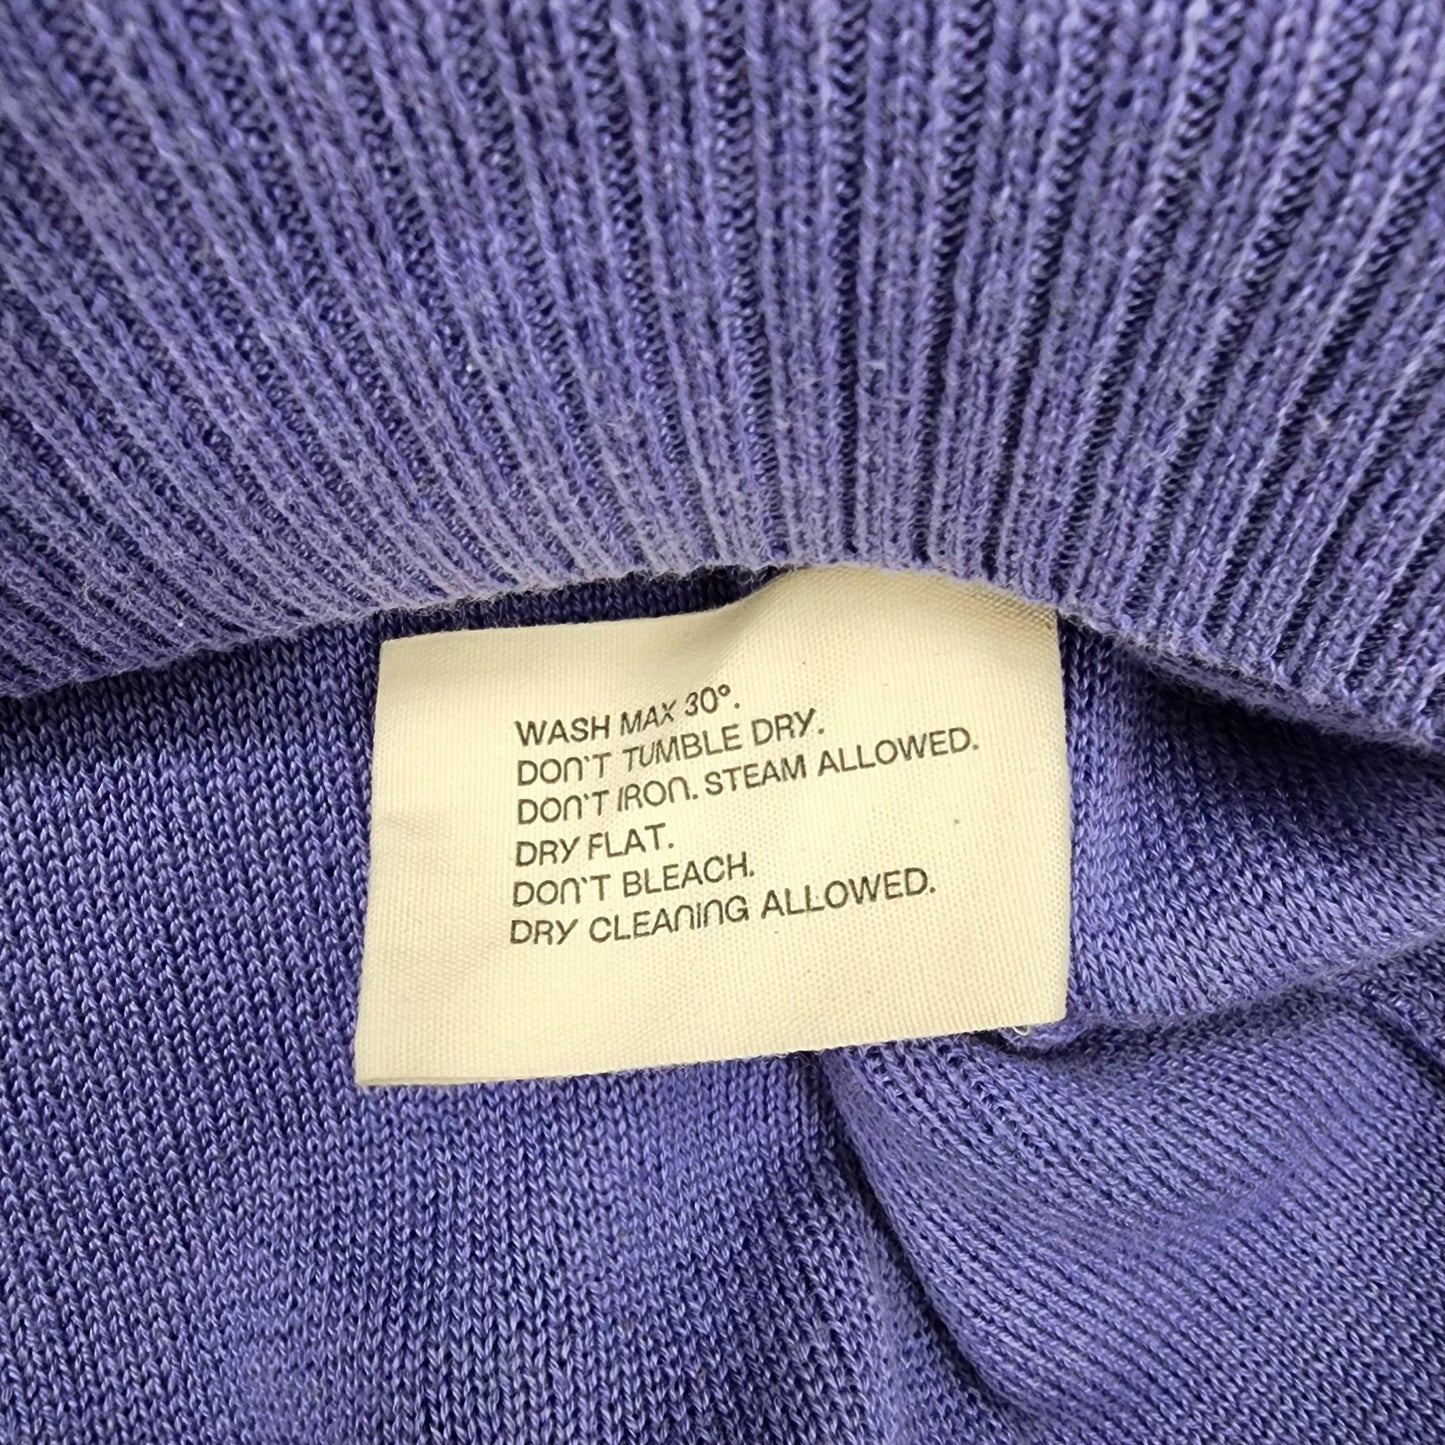 WASH MAX 30°.
DON'T TUMBLE DRY.
DON'T IRON. STEAM ALLOWED.
DRY FLAT.
DON'T BLEACH.
DRY CLEANING ALLOWED.